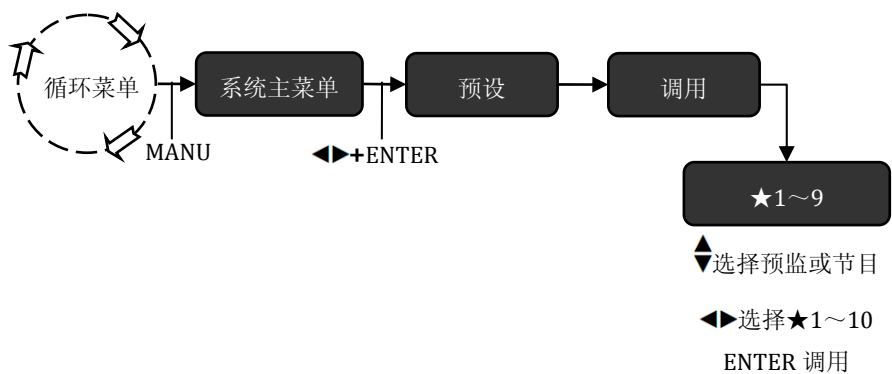 循环菜单
系统主菜单
预设
调用
MANU
◀▶+ENTER
★1～9
▲▼选择预监或节目
◀▶选择★1～10
ENTER 调用